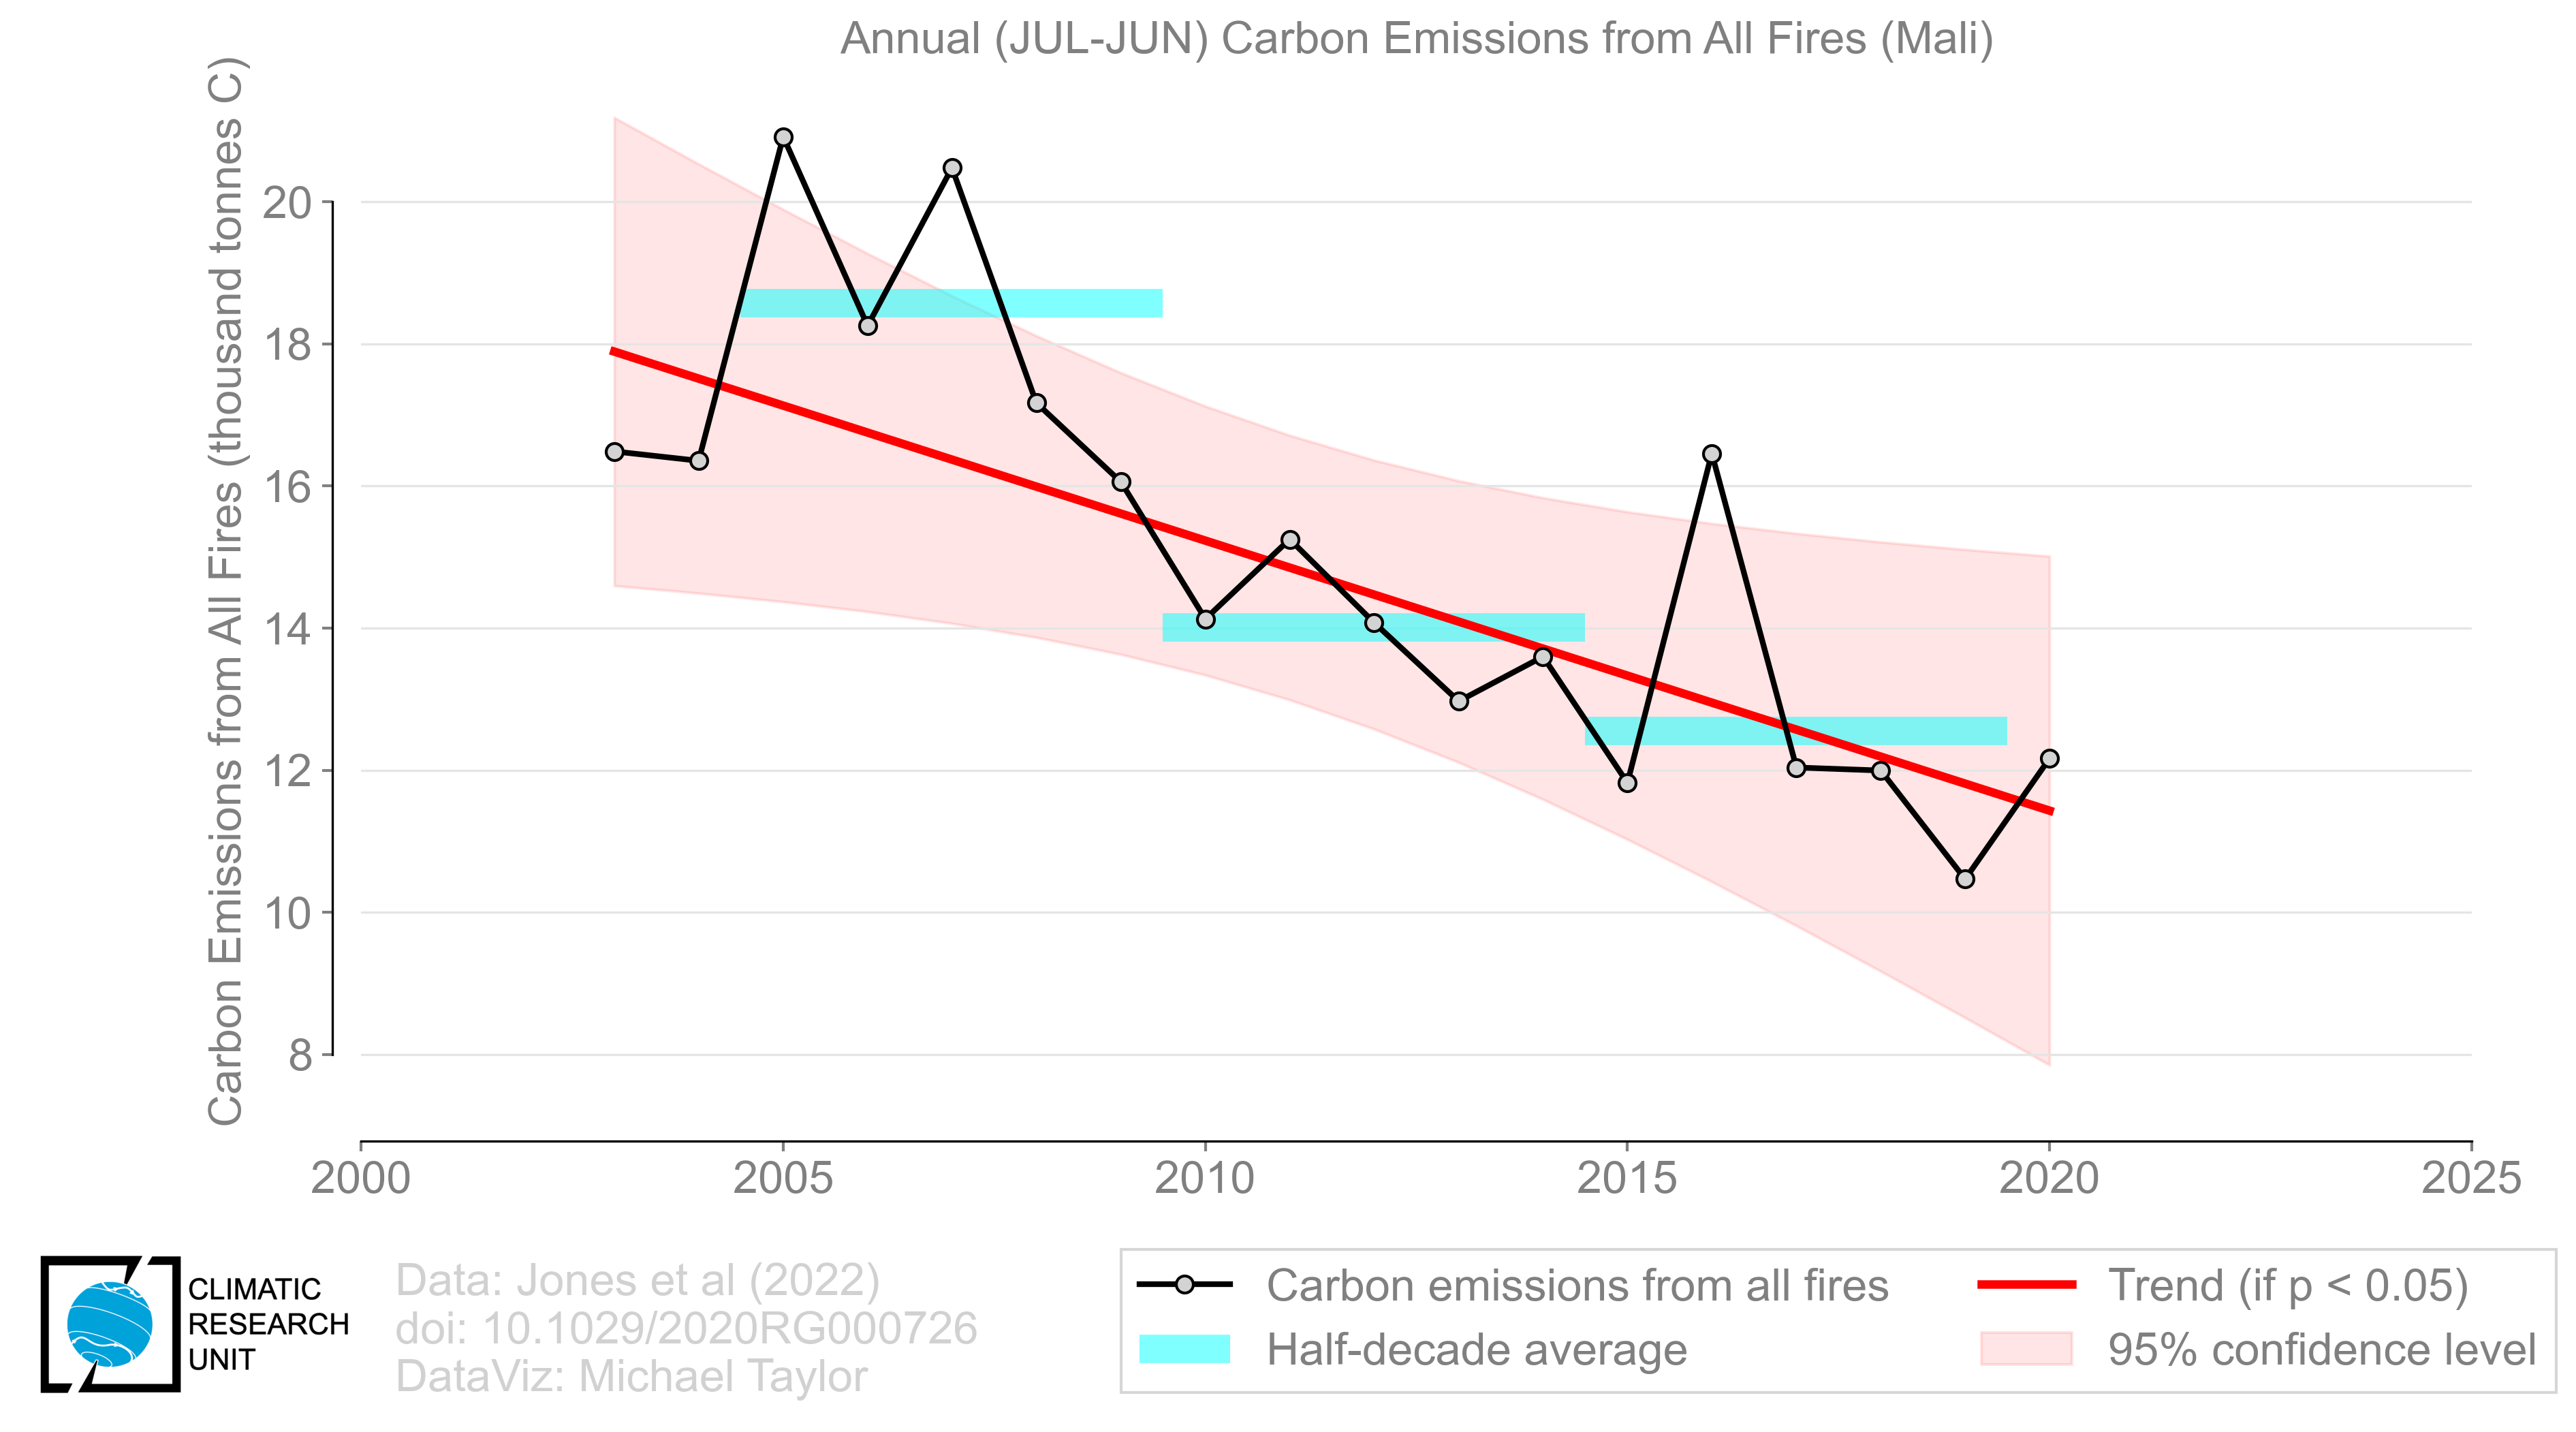 Annual (JUL-JUN) Carbon Emissions from All Fires (Mali)
Carbon Emissions from All Fires (thousand tonnes C)
20
18
16
14
12
10
8
2000 2005 2010 2015 2020 2025
CLIMATIC
RESEARCH
UNIT
Data: Jones et al (2022)
doi: 10.1029/2020RG000726
DataViz: Michael Taylor
Carbon emissions from all fires
Half-decade average
Trend (if p < 0.05)
95% confidence level